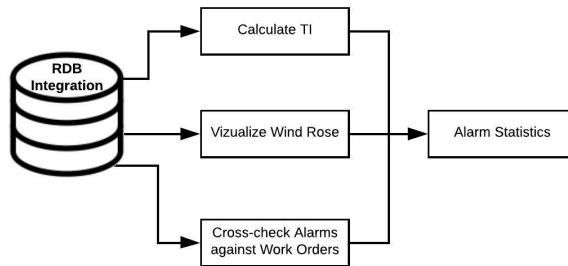 Calculate TI
RDB
Integration
Vizualize Wind Rose
Alarm Statistics
Cross-check Alarms
against Work Orders